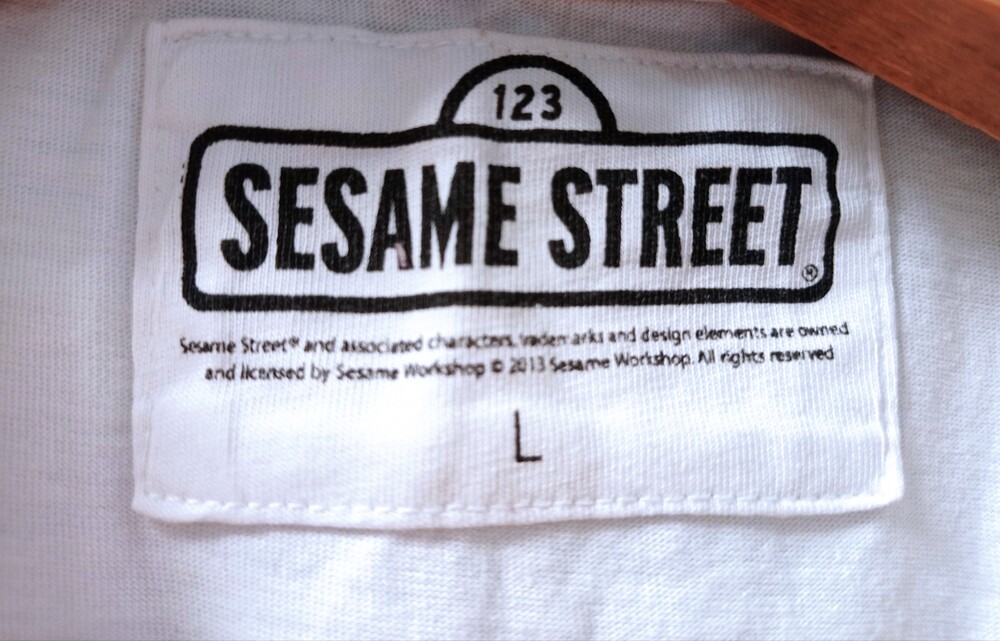 123
SESAME STREET®
Sesame Street® and associated characters, trademarks and design elements are owned
and licensed by Sesame Workshop © 2013 Sesame Workshop. All rights reserved
L